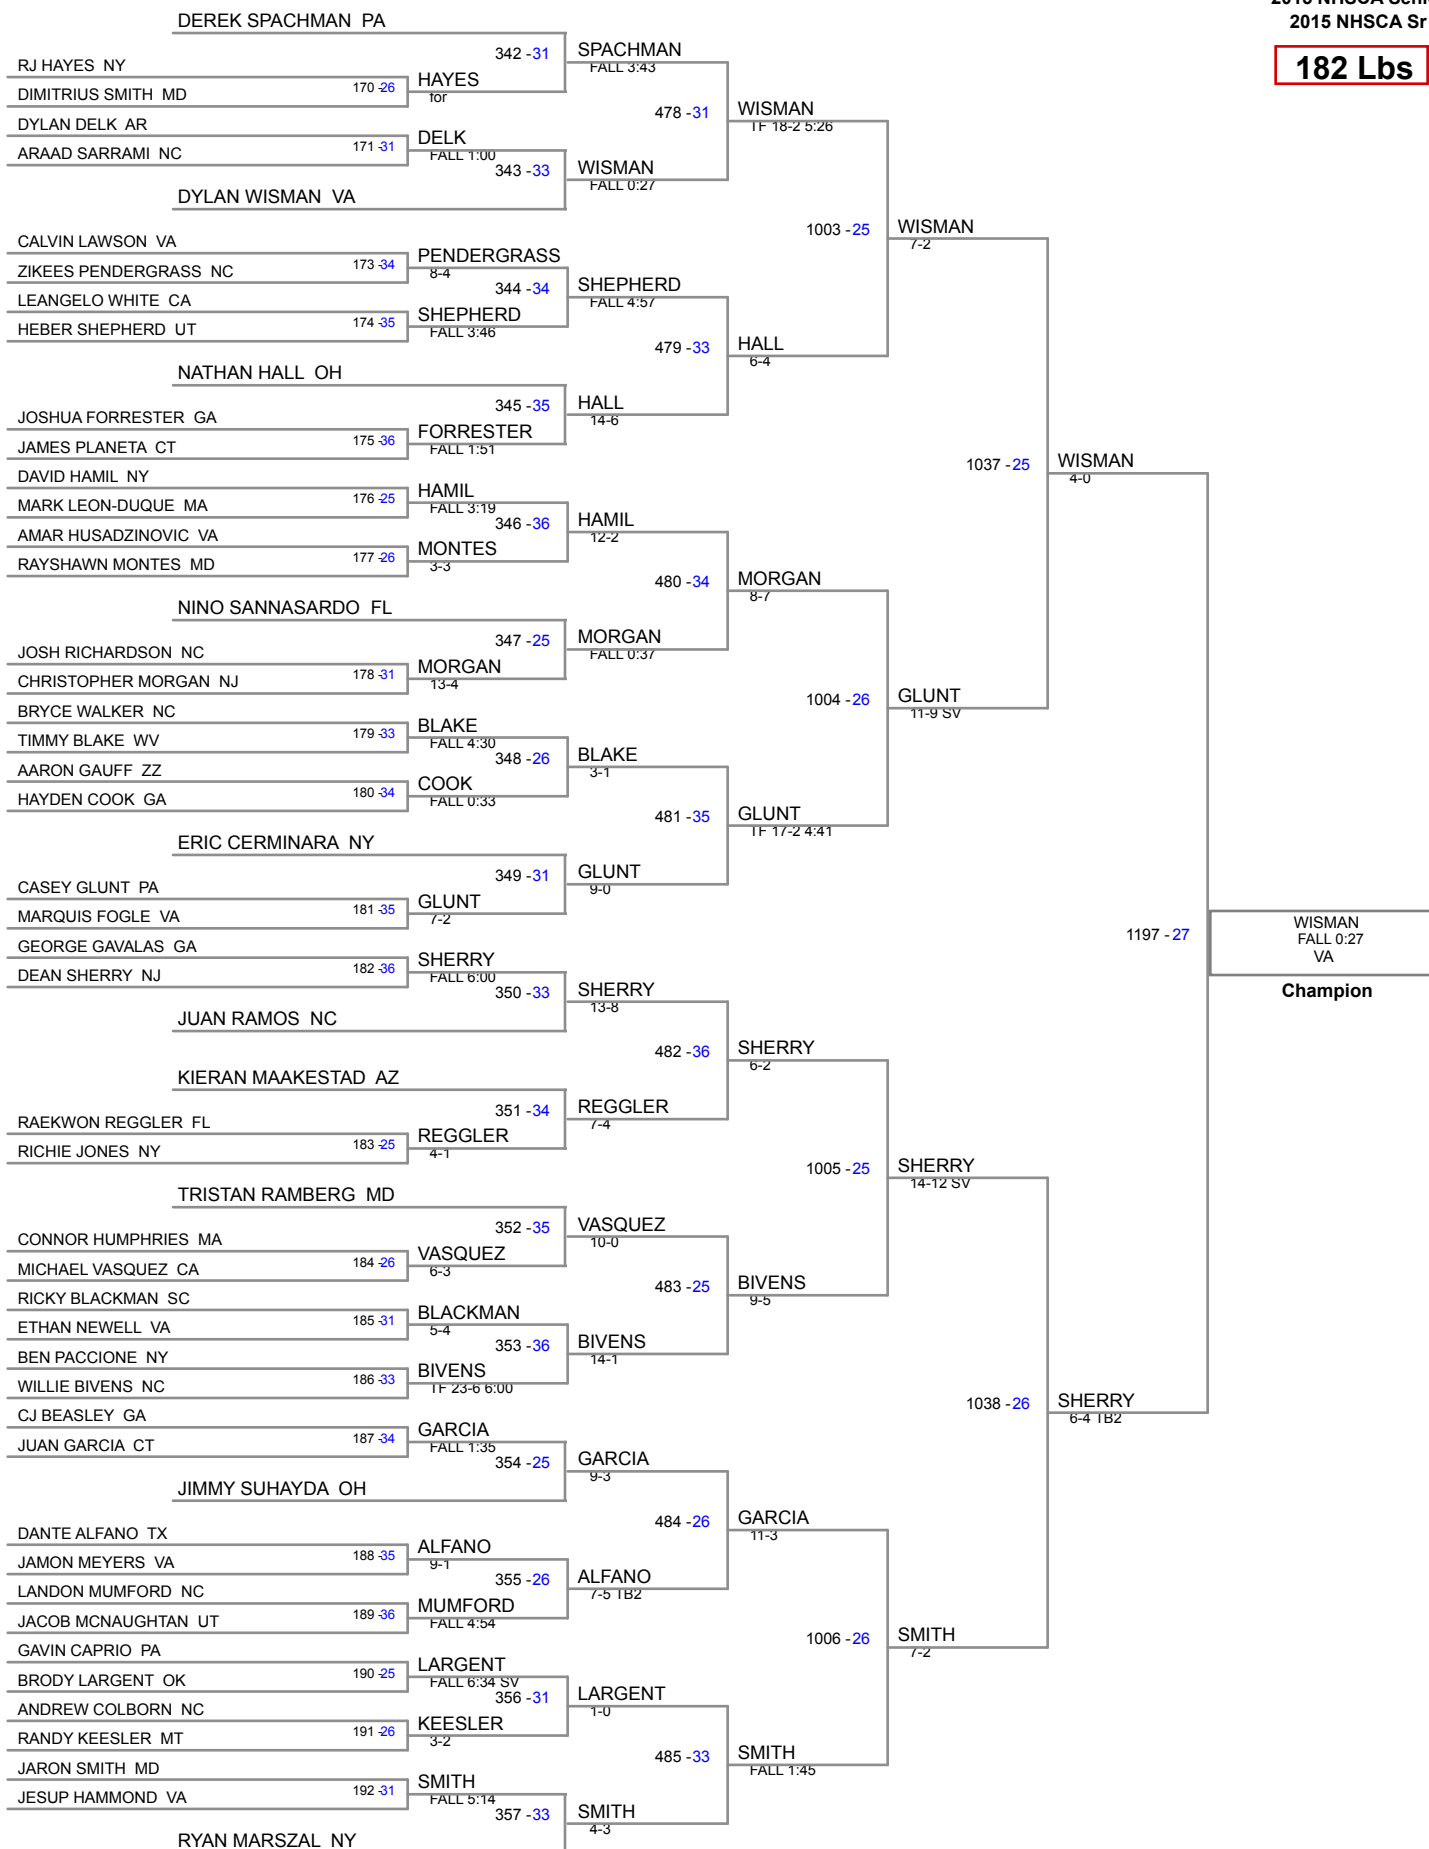 2015 NHSCA Sr
182 Lbs
DEREK SPACHMAN PA
342 -31
SPACHMAN
FALL 3:43
RJ HAYES NY
170 -26
HAYES
for
DIMITRIUS SMITH MD
478 -31
WISMAN
TF 18-2 5:26
DYLAN DELK AR
171 -31
DELK
FALL 1:00
ARAAD SARRAMI NC
343 -33
WISMAN
FALL 0:27
DYLAN WISMAN VA
1003 -25
WISMAN
7-2
CALVIN LAWSON VA
173 -34
PENDERGRASS
8-4
ZIKEES PENDERGRASS NC
344 -34
SHEPHERD
FALL 4:57
LEANGELO WHITE CA
174 -35
SHEPHERD
FALL 3:46
HEBER SHEPHERD UT
479 -33
HALL
6-4
NATHAN HALL OH
345 -35
HALL
14-6
JOSHUA FORRESTER GA
175 -36
FORRESTER
FALL 1:51
JAMES PLANETA CT
1037 -25
WISMAN
4-0
DAVID HAMIL NY
176 -25
HAMIL
FALL 3:19
MARK LEON-DUQUE MA
346 -36
HAMIL
12-2
AMAR HUSADZINOVIC VA
177 -26
MONTES
3-3
RAYSHAWN MONTES MD
480 -34
MORGAN
8-7
NINO SANNASARDO FL
347 -25
MORGAN
FALL 0:37
JOSH RICHARDSON NC
178 -31
MORGAN
13-4
CHRISTOPHER MORGAN NJ
1004 -26
GLUNT
11-9 SV
BRYCE WALKER NC
179 -33
BLAKE
FALL 4:30
TIMMY BLAKE WV
348 -26
BLAKE
3-1
AARON GAUFF ZZ
180 -34
COOK
FALL 0:33
HAYDEN COOK GA
481 -35
GLUNT
TF 17-2 4:41
ERIC CERMINARA NY
349 -31
GLUNT
9-0
CASEY GLUNT PA
181 -35
GLUNT
7-2
MARQUIS FOGLE VA
1197 -27
WISMAN
FALL 0:27
VA
Champion
GEORGE GAVALAS GA
182 -36
SHERRY
FALL 6:00
DEAN SHERRY NJ
350 -33
SHERRY
13-8
JUAN RAMOS NC
482 -36
SHERRY
6-2
KIERAN MAAKESTAD AZ
351 -34
REGGLER
7-4
RAEKWON REGGLER FL
183 -25
REGGLER
4-1
RICHIE JONES NY
1005 -25
SHERRY
14-12 SV
TRISTAN RAMBERG MD
352 -35
VASQUEZ
10-0
CONNOR HUMPHRIES MA
184 -26
VASQUEZ
6-3
MICHAEL VASQUEZ CA
483 -25
BIVENS
9-5
RICKY BLACKMAN SC
185 -31
BLACKMAN
5-4
ETHAN NEWELL VA
353 -36
BIVENS
14-1
BEN PACCIONE NY
186 -33
BIVENS
TF 23-6 6:00
WILLIE BIVENS NC
1038 -26
SHERRY
6-4 TB2
CJ BEASLEY GA
187 -34
GARCIA
FALL 1:35
JUAN GARCIA CT
354 -25
GARCIA
9-3
JIMMY SUHAYDA OH
484 -26
GARCIA
11-3
DANTE ALFANO TX
188 -35
ALFANO
9-1
JAMON MEYERS VA
355 -26
ALFANO
7-5 TB2
LANDON MUMFORD NC
189 -36
MUMFORD
FALL 4:54
JACOB MCNAUGHTAN UT
1006 -26
SMITH
7-2
GAVIN CAPRIO PA
190 -25
LARGENT
FALL 6:34 SV
BRODY LARGENT OK
356 -31
LARGENT
1-0
ANDREW COLBORN NC
191 -26
KEESLER
3-2
RANDY KEESLER MT
485 -33
SMITH
FALL 1:45
JARON SMITH MD
192 -31
SMITH
FALL 5:14
JESUP HAMMOND VA
357 -33
SMITH
4-3
RYAN MARSZAL NY